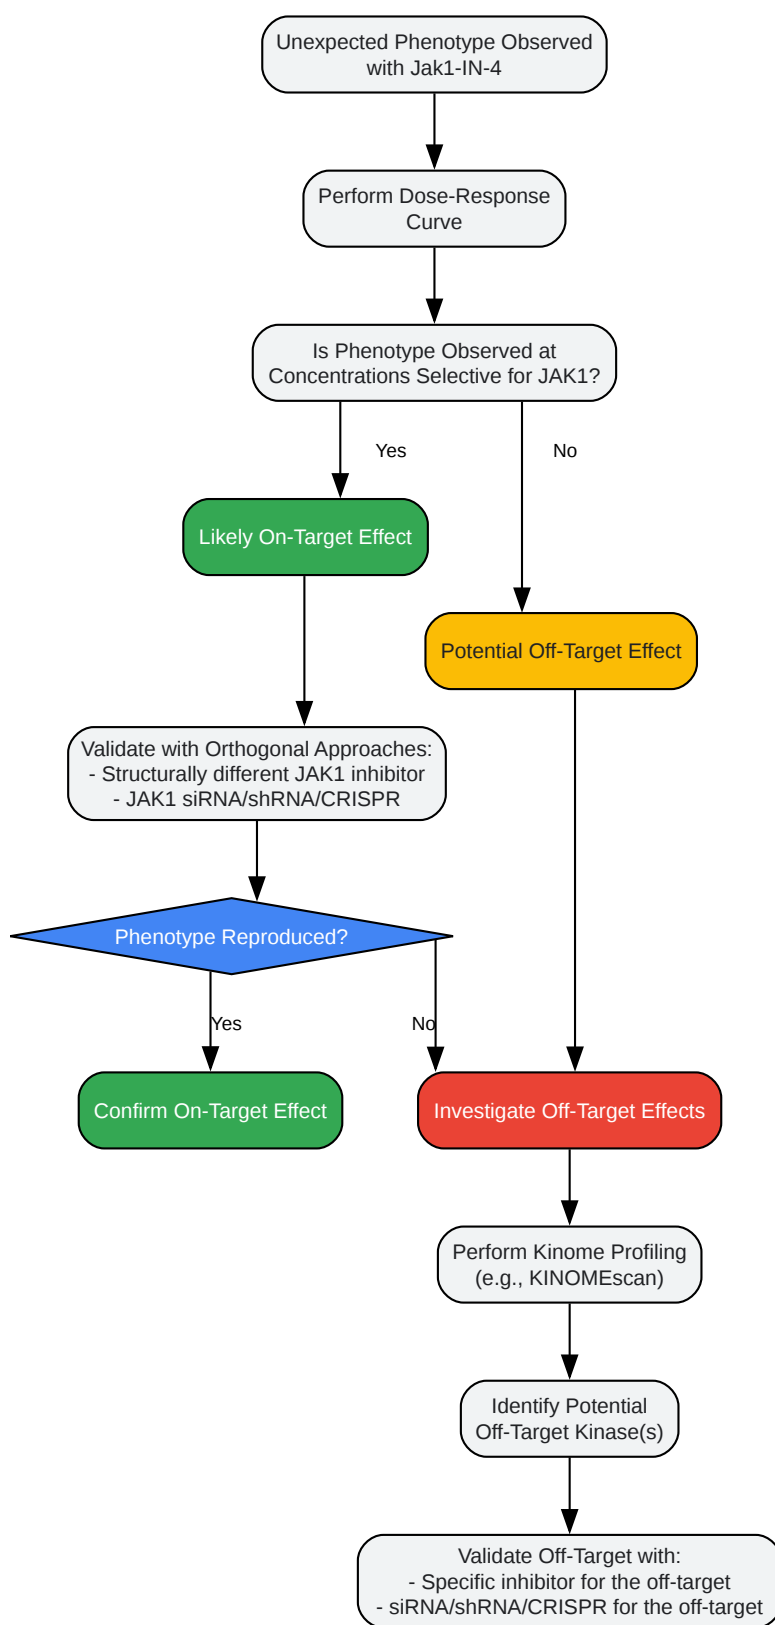 Unexpected Phenotype Observed
with Jak1-IN-4
Perform Dose-Response
Curve
Is Phenotype Observed at
Concentrations Selective for JAK1?
Yes
No
Likely On-Target Effect
Potential Off-Target Effect
Validate with Orthogonal Approaches:
- Structurally different JAK1 inhibitor
- JAK1 siRNA/shRNA/CRISPR
Phenotype Reproduced?
Yes
No
Confirm On-Target Effect
Investigate Off-Target Effects
Perform Kinome Profiling
(e.g., KINOMEscan)
Identify Potential
Off-Target Kinase(s)
Validate Off-Target with:
- Specific inhibitor for the off-target
- siRNA/shRNA/CRISPR for the off-target